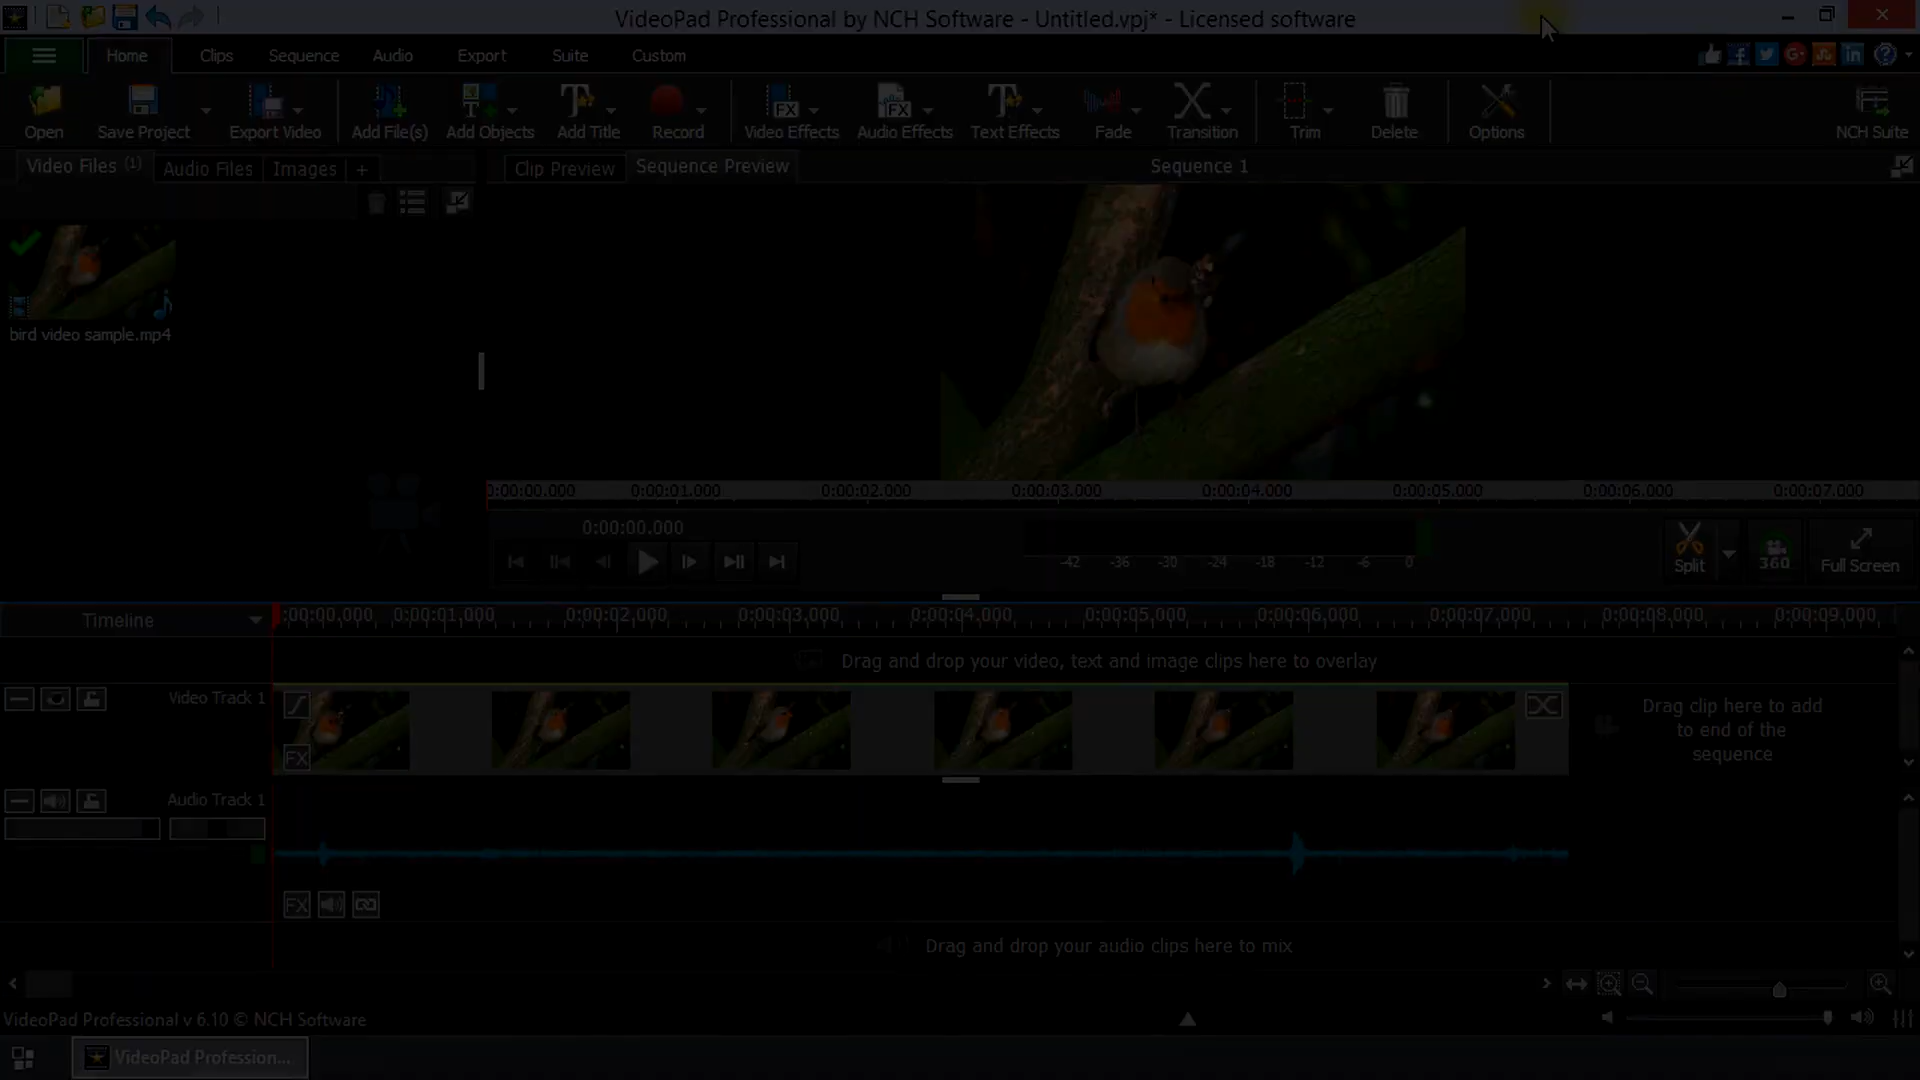 VideoPad Professional by NCH Software - Untitled.vpj* - Licensed software
Home Clips Sequence Audio Export Suite Custom
Open Save Project Export Video Add File(s) Add Objects Add Title Record Video Effects Audio Effects Text Effects Fade Transition Trim Delete Options NCH Suite
Video Files (1) Audio Files Images + Clip Preview Sequence Preview Sequence 1
bird video sample.mp4
0:00:00.000 0:00:01.000 0:00:02.000 0:00:03.000 0:00:04.000 0:00:05.000 0:00:06.000 0:00:07.000
0:00:00.000
-42 -36 -30 -24 -18 -12 -6 0
Split 360 Full Screen
Timeline :00:00.000 0:00:01.000 0:00:02.000 0:00:03.000 0:00:04.000 0:00:05.000 0:00:06.000 0:00:07.000 0:00:08.000 0:00:09.000
Drag and drop your video, text and image clips here to overlay
Video Track 1
FX
Drag clip here to add
to end of the
sequence
Audio Track 1
FX
Drag and drop your audio clips here to mix
VideoPad Professional v 6.10 © NCH Software
VideoPad Profession...